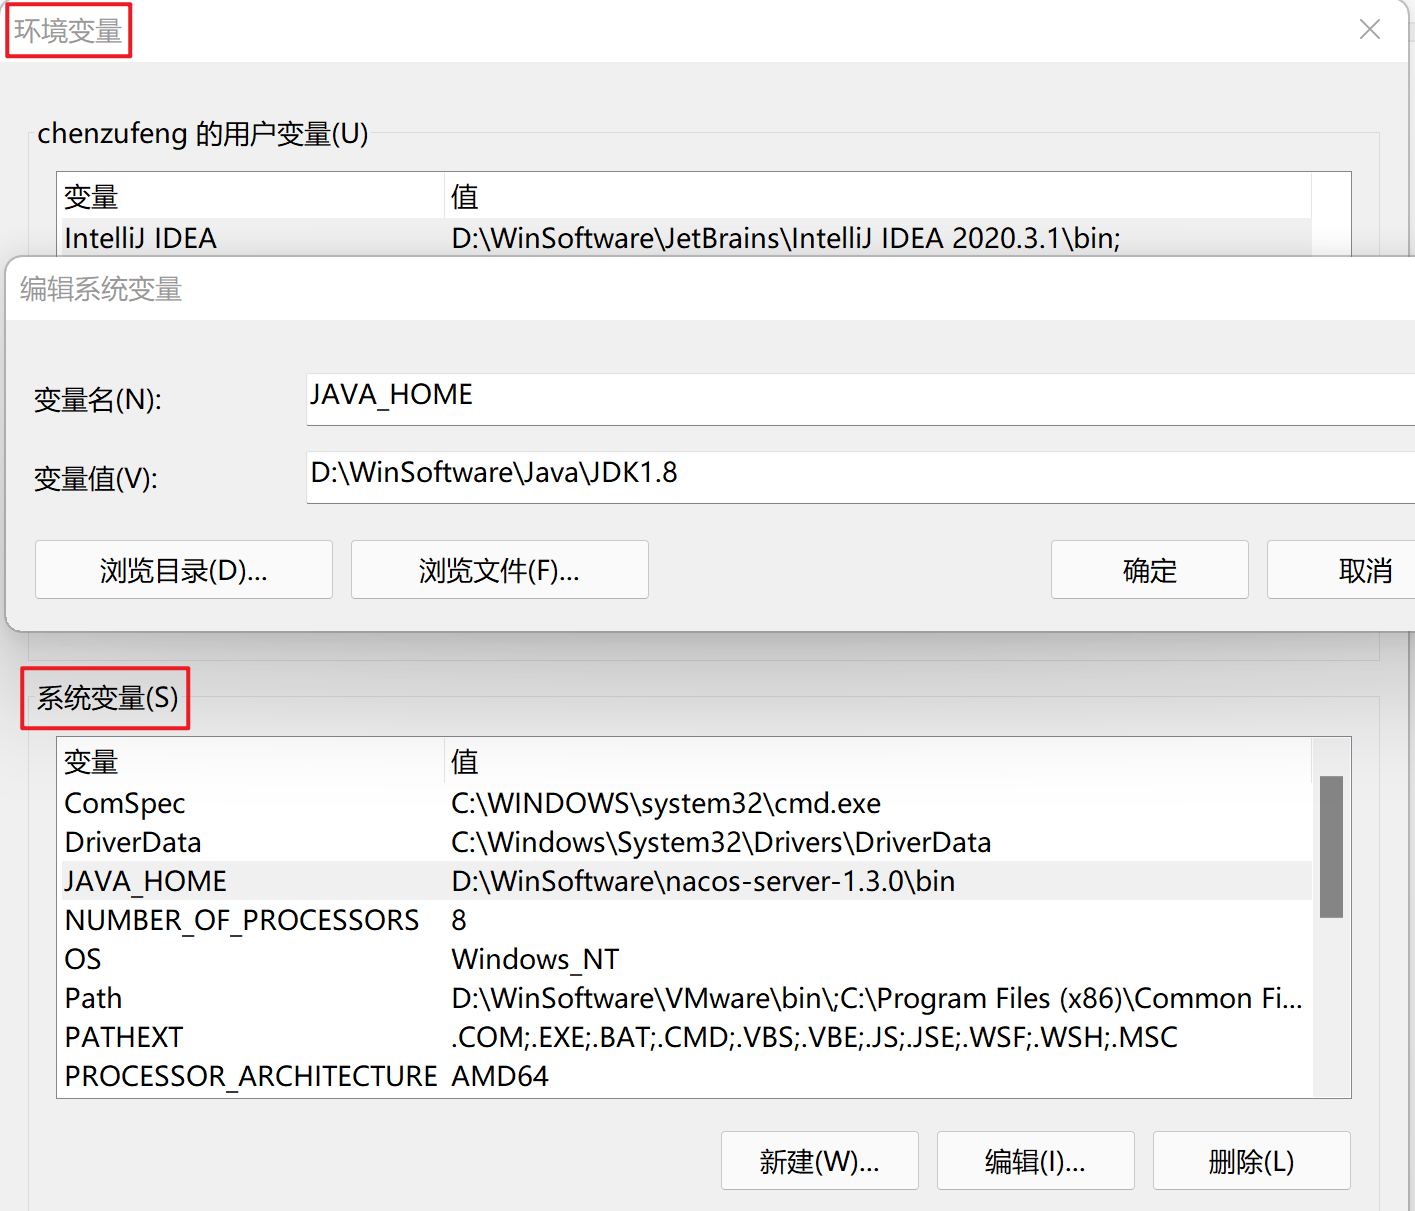 环境变量
chenzufeng 的用户变量(U)
变量 值
IntelliJ IDEA D:\WinSoftware\JetBrains\IntelliJ IDEA 2020.3.1\bin;
编辑系统变量
变量名(N): JAVA_HOME
变量值(V): D:\WinSoftware\Java\JDK1.8
浏览目录(D)... 浏览文件(F)... 确定 取消
系统变量(S)
变量 值
ComSpec C:\WINDOWS\system32\cmd.exe
DriverData C:\Windows\System32\Drivers\DriverData
JAVA_HOME D:\WinSoftware\nacos-server-1.3.0\bin
NUMBER_OF_PROCESSORS 8
OS Windows_NT
Path D:\WinSoftware\VMware\bin\;C:\Program Files (x86)\Common Fi...
PATHEXT .COM;.EXE;.BAT;.CMD;.VBS;.VBE;.JS;.JSE;.WSF;.WSH;.MSC
PROCESSOR_ARCHITECTURE AMD64
新建(W)... 编辑(I)... 删除(L)